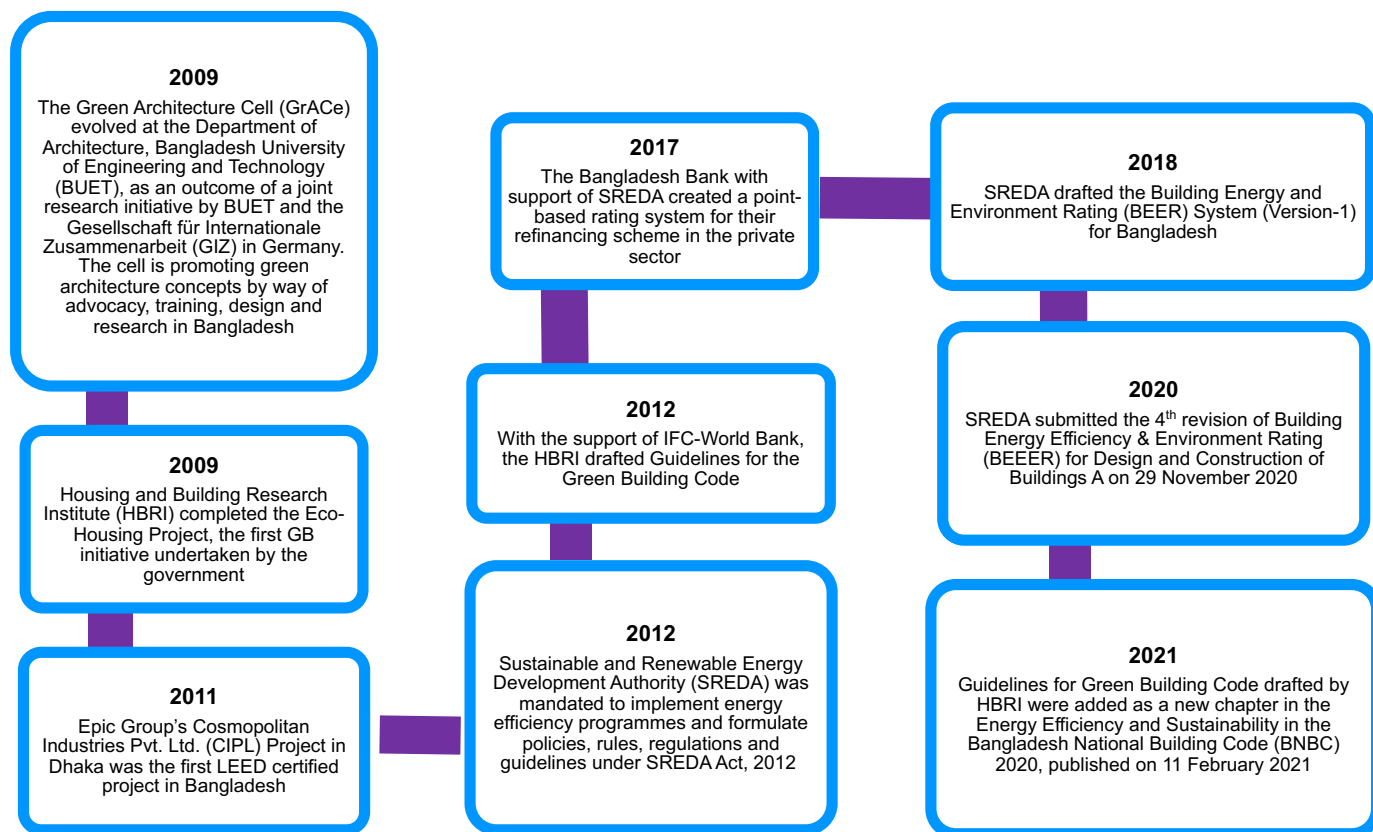 2009
The Green Architecture Cell (GrACe)
evolved at the Department of
Architecture, Bangladesh University
of Engineering and Technology
(BUET), as an outcome of a joint
research initiative by BUET and the
Gesellschaft für Internationale
Zusammenarbeit (GIZ) in Germany.
The cell is promoting green
architecture concepts by way of
advocacy, training, design and
research in Bangladesh
2009
Housing and Building Research
Institute (HBRI) completed the Eco-
Housing Project, the first GB
initiative undertaken by the
government
2011
Epic Group's Cosmopolitan
Industries Pvt. Ltd. (CIPL) Project in
Dhaka was the first LEED certified
project in Bangladesh
2012
Sustainable and Renewable Energy
Development Authority (SREDA) was
mandated to implement energy
efficiency programmes and formulate
policies, rules, regulations and
guidelines under SREDA Act, 2012
2012
With the support of IFC-World Bank,
the HBRI drafted Guidelines for the
Green Building Code
2017
The Bangladesh Bank with
support of SREDA created a point-
based rating system for their
refinancing scheme in the private
sector
2018
SREDA drafted the Building Energy and
Environment Rating (BEER) System (Version-1)
for Bangladesh
2020
SREDA submitted the 4th revision of Building
Energy Efficiency & Environment Rating
(BEEER) for Design and Construction of
Buildings A on 29 November 2020
2021
Guidelines for Green Building Code drafted by
HBRI were added as a new chapter in the
Energy Efficiency and Sustainability in the
Bangladesh National Building Code (BNBC)
2020, published on 11 February 2021